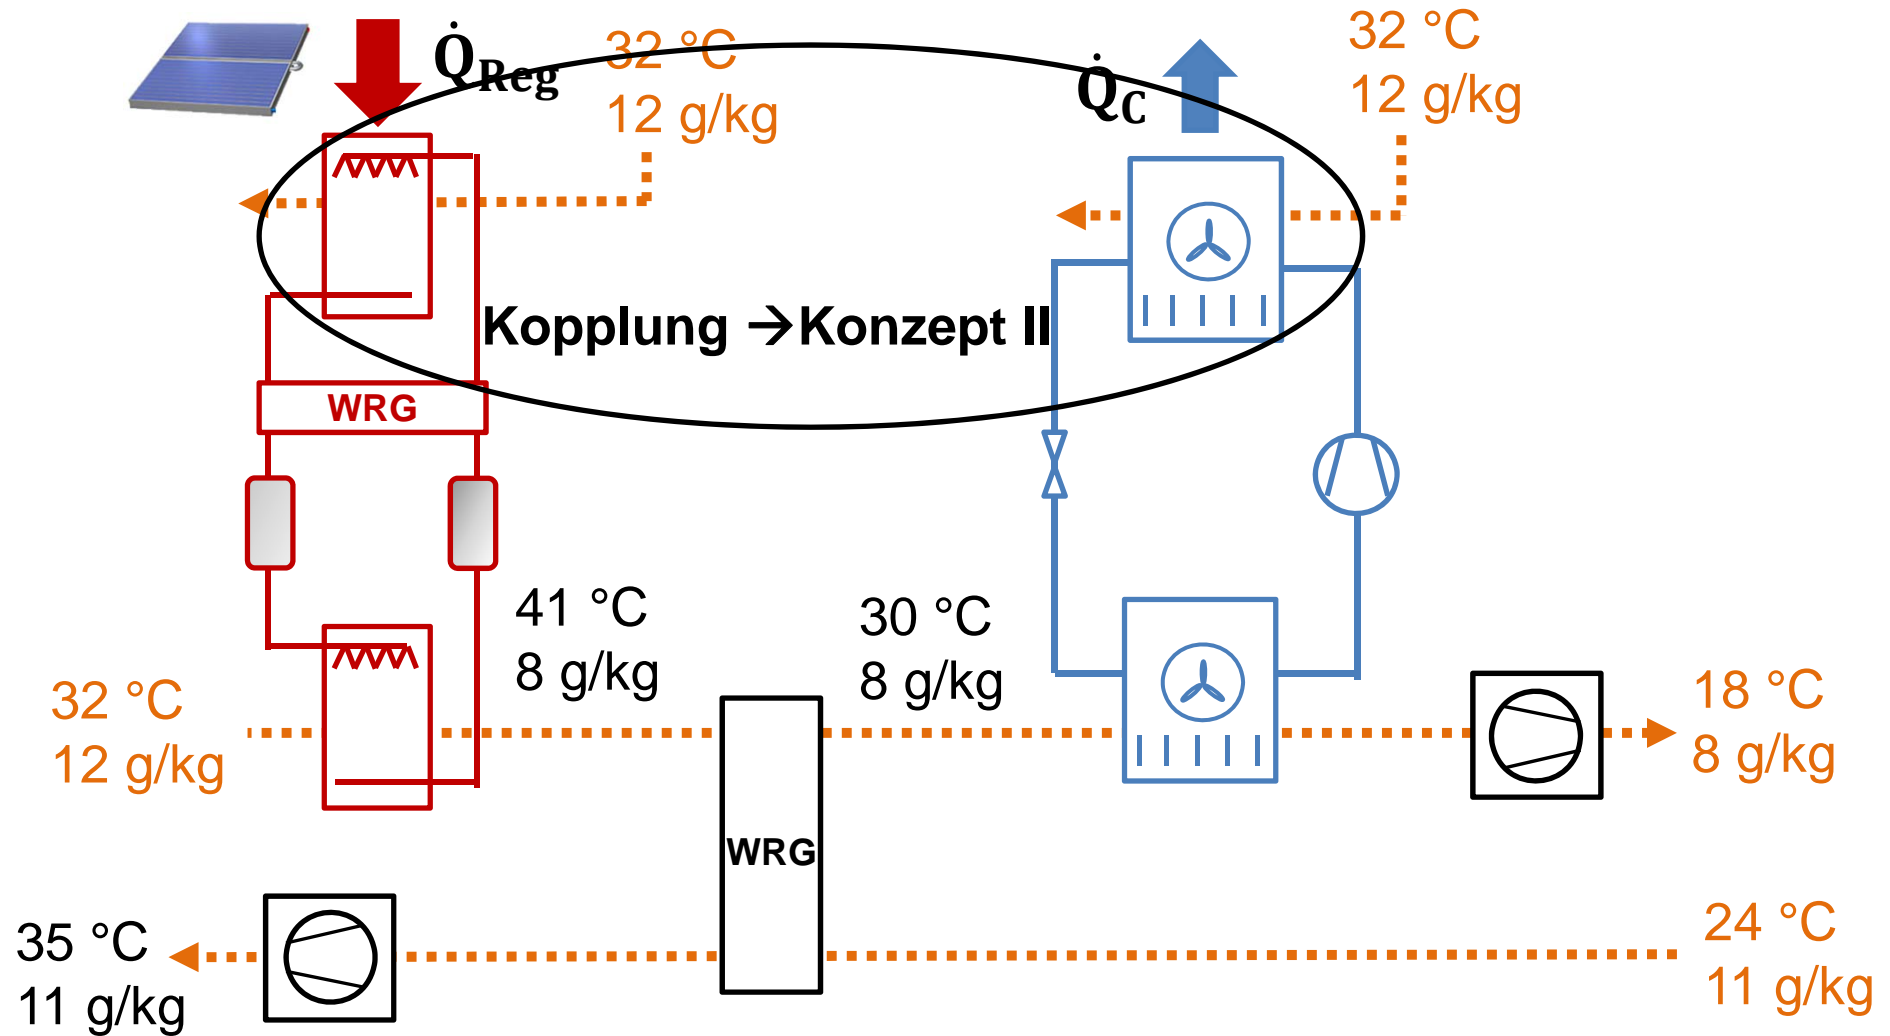 Q̇Reg
32 °C
12 g/kg
Q̇C
32 °C
12 g/kg
Kopplung →Konzept II
WRG
41 °C
8 g/kg
30 °C
8 g/kg
32 °C
12 g/kg
18 °C
8 g/kg
WRG
35 °C
11 g/kg
24 °C
11 g/kg